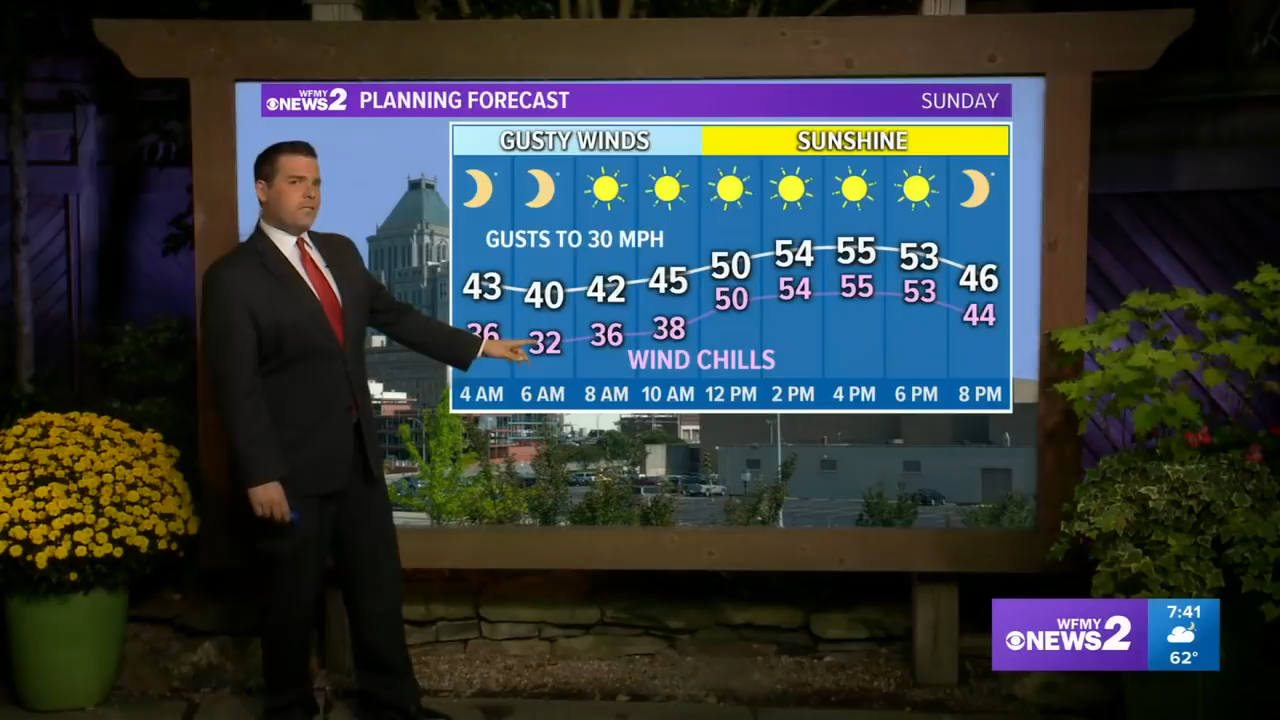 WFMY
NEWS 2
PLANNING FORECAST
SUNDAY
GUSTY WINDS
SUNSHINE
GUSTS TO 30 MPH
43 40 42 45 50 54 55 53 46
36 32 36 38 50 54 55 53 44
WIND CHILLS
4 AM 6 AM 8 AM 10 AM 12 PM 2 PM 4 PM 6 PM 8 PM
WFMY
NEWS 2
7:41
62°